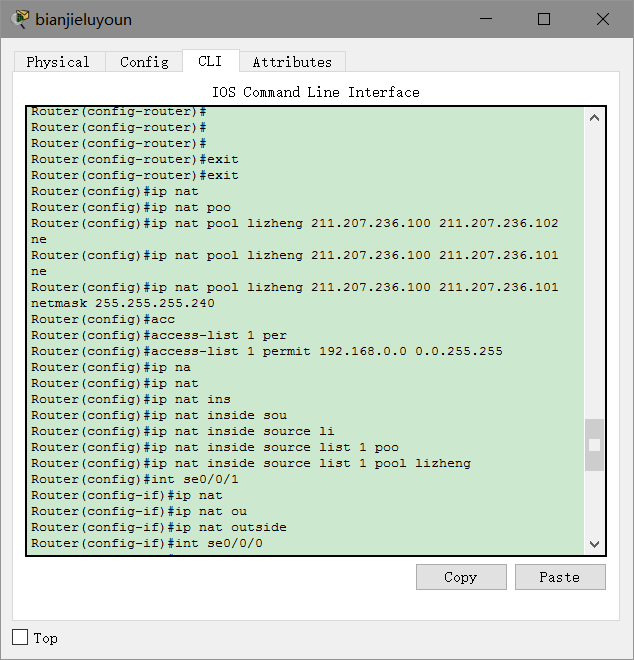 bianjieluyoun
Physical Config CLI Attributes
IOS Command Line Interface
Router(config-router)#
Router(config-router)#
Router(config-router)#
Router(config-router)#exit
Router(config-router)#exit
Router(config)#ip nat
Router(config)#ip nat poo
Router(config)#ip nat pool lizheng 211.207.236.100 211.207.236.102
ne
Router(config)#ip nat pool lizheng 211.207.236.100 211.207.236.101
ne
Router(config)#ip nat pool lizheng 211.207.236.100 211.207.236.101
netmask 255.255.255.240
Router(config)#acc
Router(config)#access-list 1 per
Router(config)#access-list 1 permit 192.168.0.0 0.0.255.255
Router(config)#ip na
Router(config)#ip nat
Router(config)#ip nat ins
Router(config)#ip nat inside sou
Router(config)#ip nat inside source li
Router(config)#ip nat inside source list 1 poo
Router(config)#ip nat inside source list 1 pool lizheng
Router(config)#int se0/0/1
Router(config-if)#ip nat
Router(config-if)#ip nat ou
Router(config-if)#ip nat outside
Router(config-if)#int se0/0/0
Copy Paste
Top